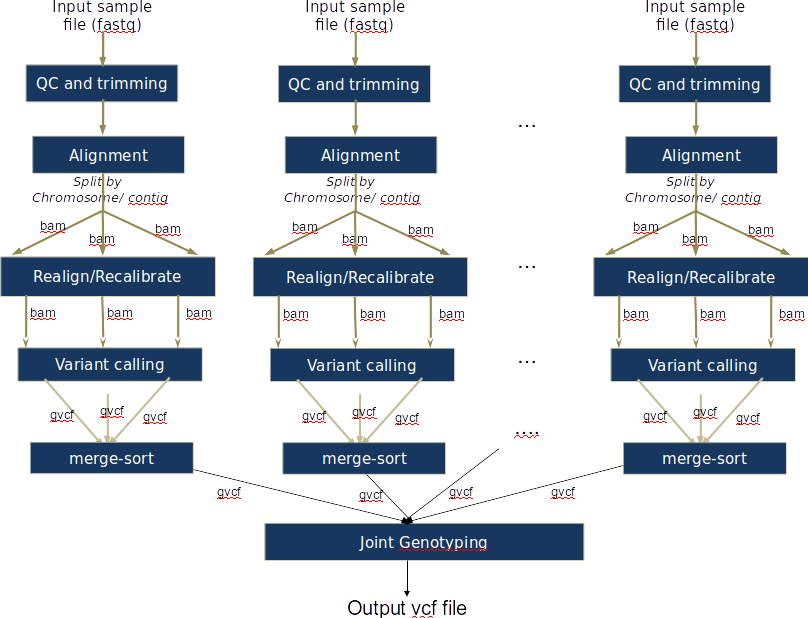 Input sample
file (fastq)
Input sample
file (fastq)
Input sample
file (fastq)
QC and trimming
QC and trimming
QC and trimming
...
Alignment
Alignment
Alignment
Split by
Chromosome/ contig
Split by
Chromosome/ contig
Split by
Chromosome/ contig
bam
bam
bam
bam
bam
bam
bam
bam
bam
...
Realign/Recalibrate
Realign/Recalibrate
Realign/Recalibrate
bam
bam
bam
bam
bam
bam
bam
bam
bam
...
Variant calling
Variant calling
Variant calling
gvcf
gvcf
gvcf
gvcf
gvcf
gvcf
gvcf
gvcf
gvcf
....
merge-sort
merge-sort
merge-sort
gvcf
gvcf
gvcf
gvcf
Joint Genotyping
Output vcf file